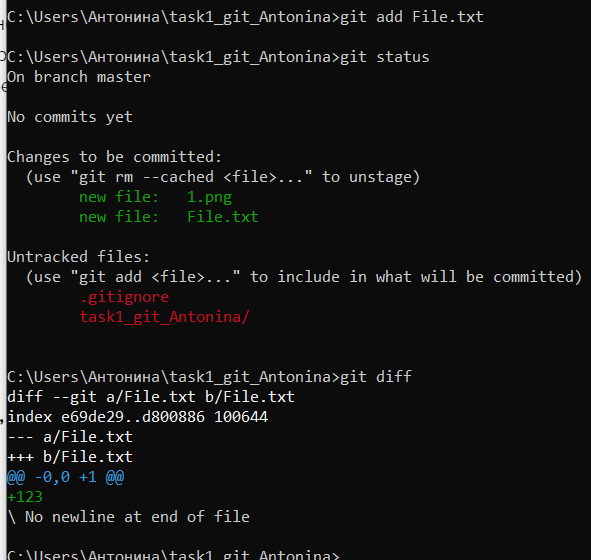 C:\Users\Антонина\task1_git_Antonina>git add File.txt
C:\Users\Антонина\task1_git_Antonina>git status
On branch master
No commits yet
Changes to be committed:
  (use "git rm --cached <file>..." to unstage)
        new file:   1.png
        new file:   File.txt
Untracked files:
  (use "git add <file>..." to include in what will be committed)
        .gitignore
        task1_git_Antonina/
C:\Users\Антонина\task1_git_Antonina>git diff
diff --git a/File.txt b/File.txt
index e69de29..d800886 100644
--- a/File.txt
+++ b/File.txt
@@ -0,0 +1 @@
+123
\ No newline at end of file
C:\Users\Антонина\task1_git_Antonina>